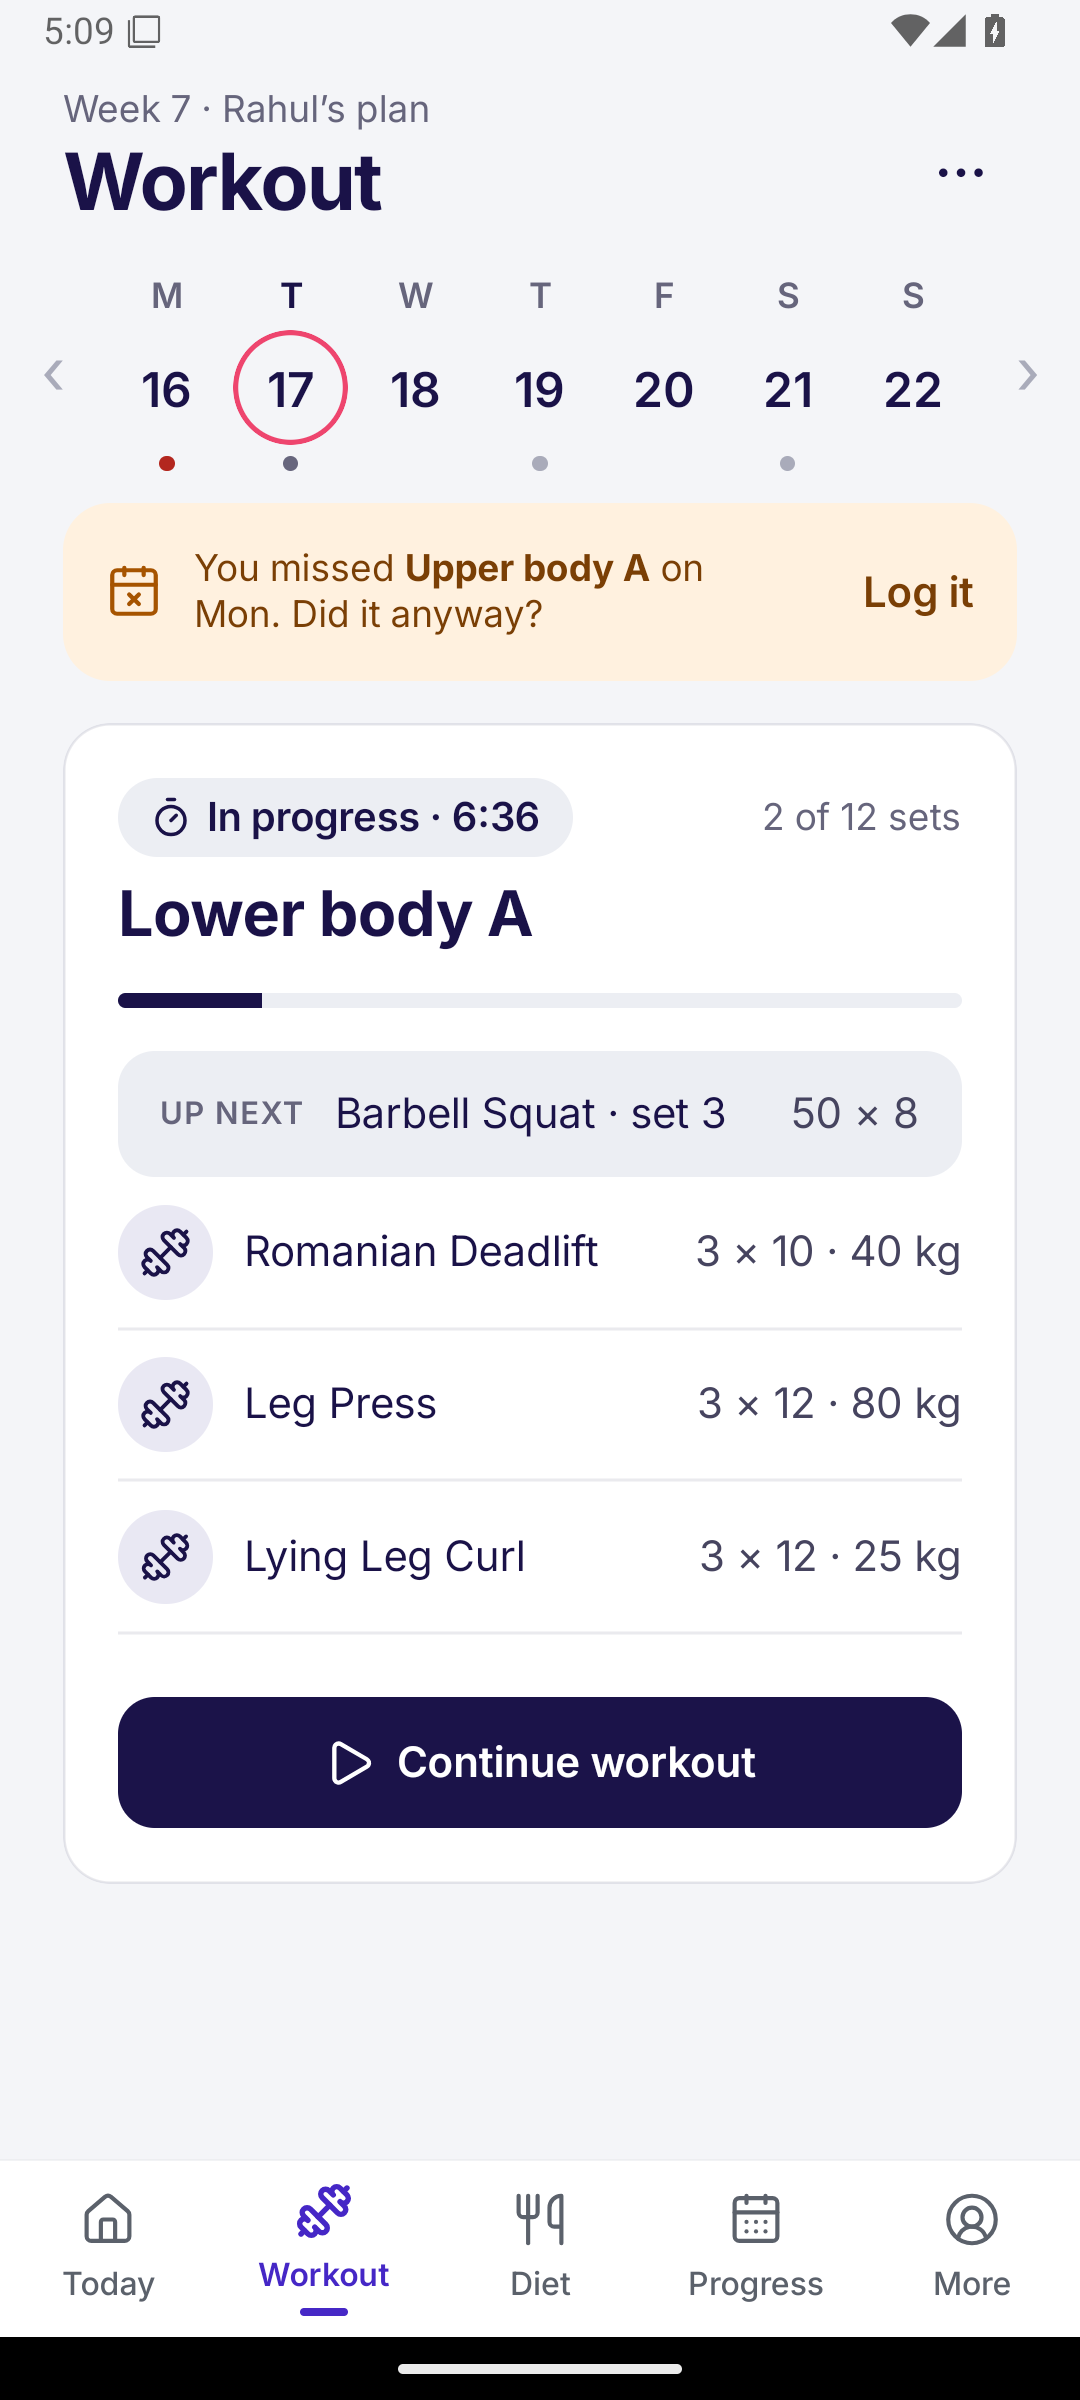 5:09
Week 7 · Rahul’s plan
Workout
M T W T F S S
16 17 18 19 20 21 22
You missed Upper body A on
Mon. Did it anyway?
Log it
In progress · 6:36
2 of 12 sets
Lower body A
UP NEXT Barbell Squat · set 3 50 × 8
Romanian Deadlift 3 × 10 · 40 kg
Leg Press 3 × 12 · 80 kg
Lying Leg Curl 3 × 12 · 25 kg
Continue workout
Today Workout Diet Progress More